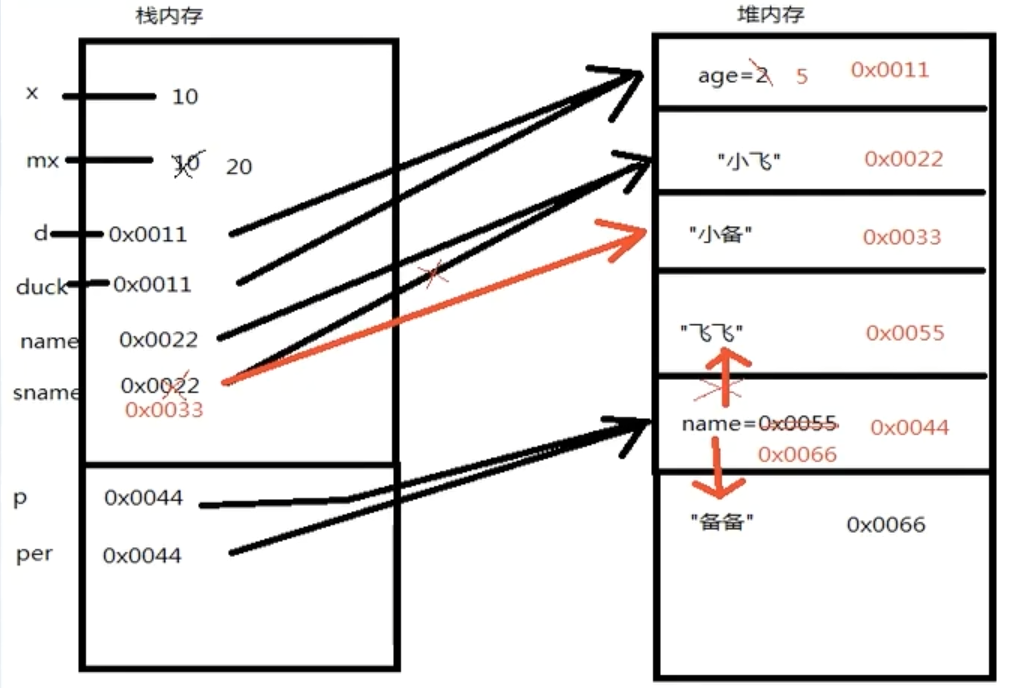 栈内存
堆内存
x 10
mx 10 20
d 0x0011
duck 0x0011
name 0x0022
sname 0x0022
0x0033
p 0x0044
per 0x0044
age=2 5 0x0011
"小飞" 0x0022
"小备" 0x0033
"飞飞" 0x0055
name=0x0055 0x0044
0x0066
"备备" 0x0066